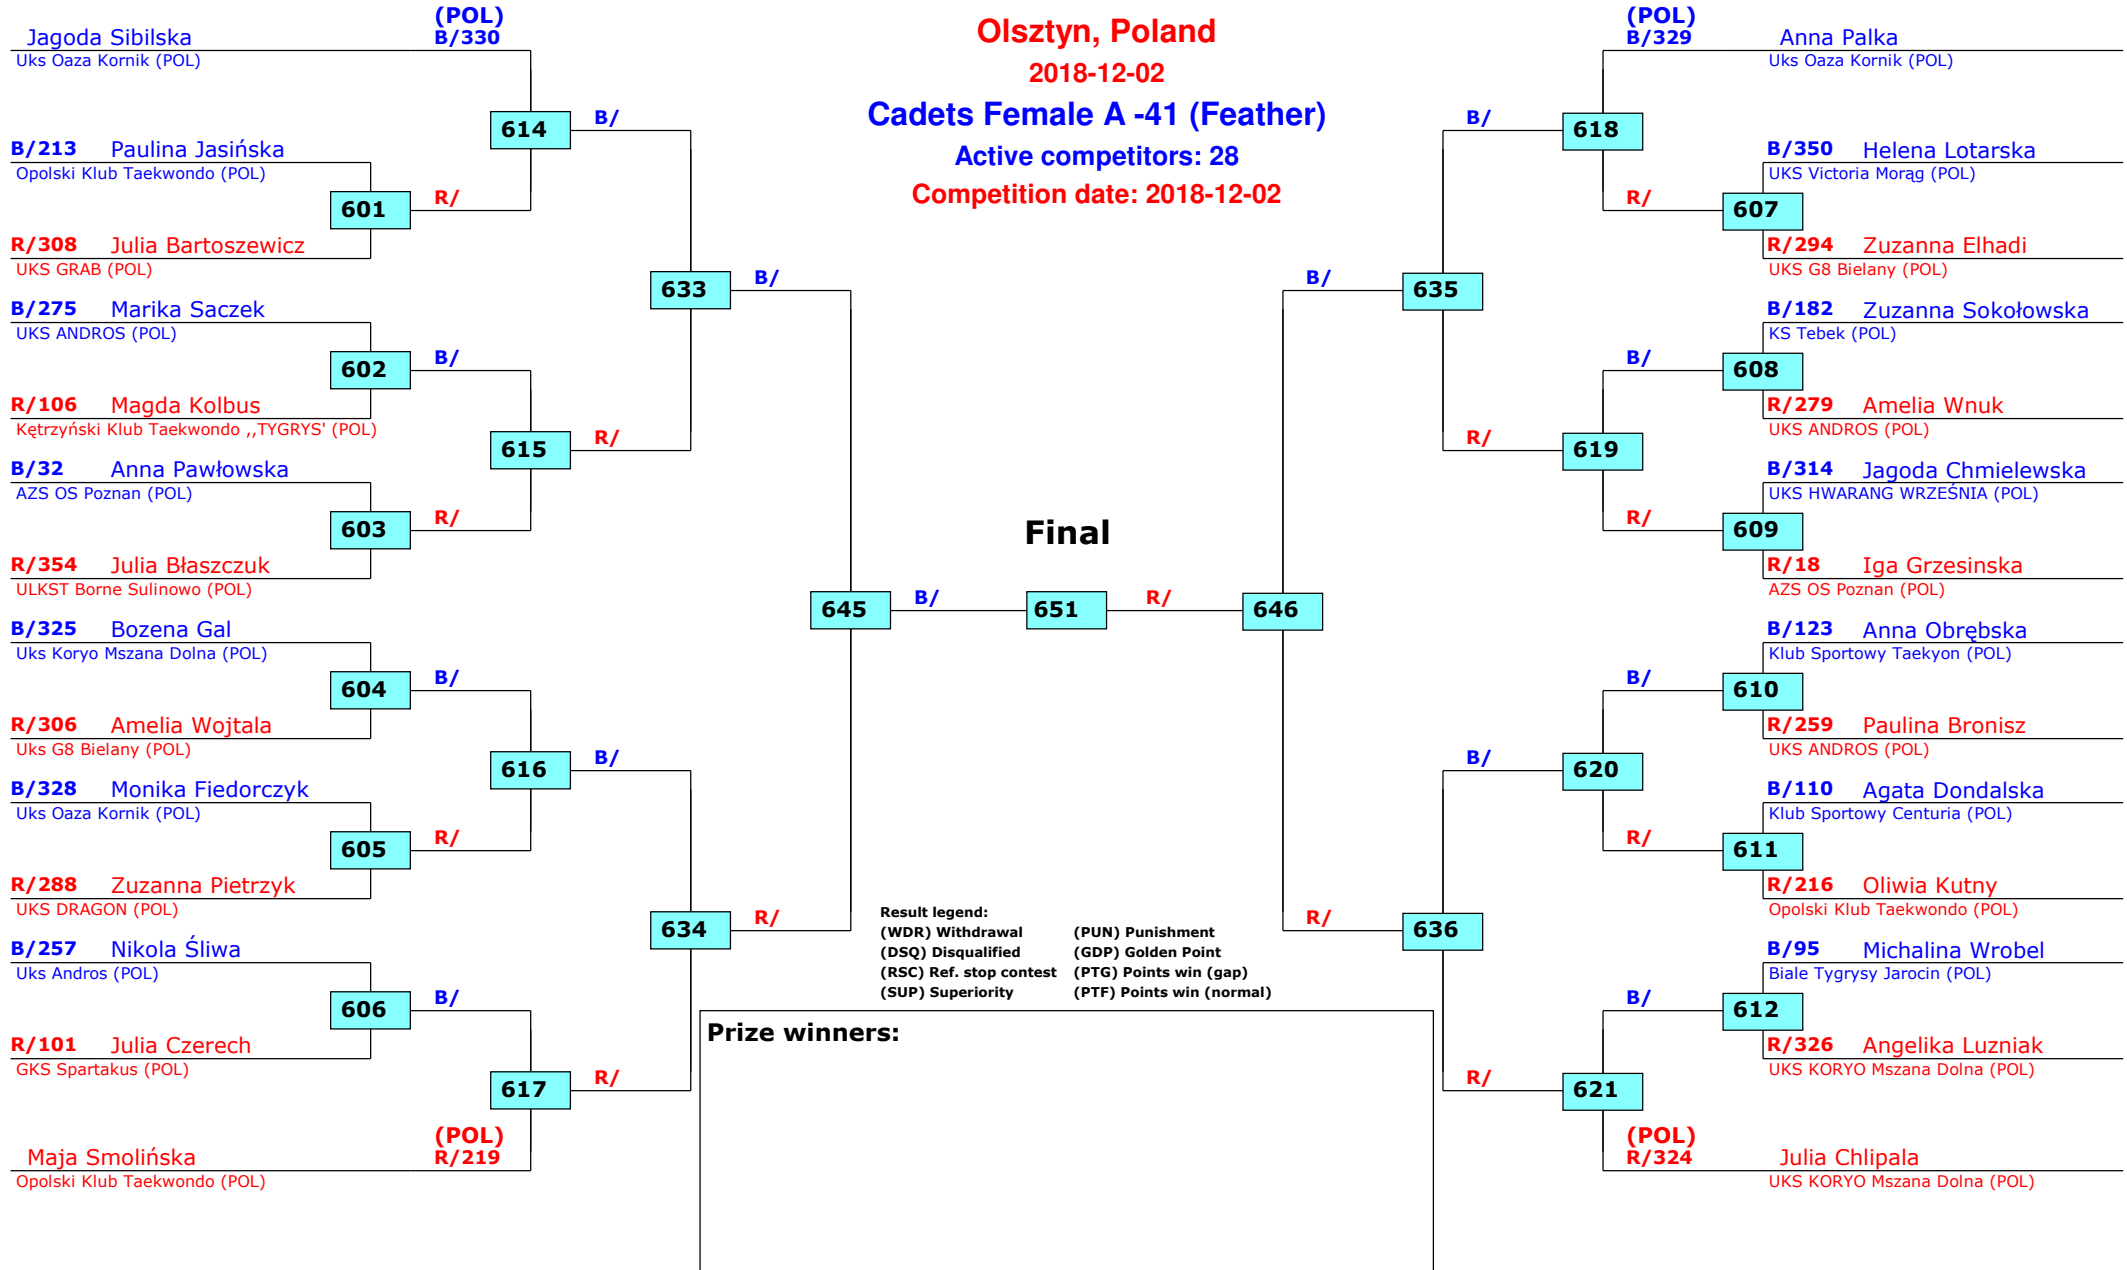 Olsztyn, Poland
2018-12-02
Cadets Female A -41 (Feather)
Active competitors: 28
Competition date: 2018-12-02
(POL)
Jagoda Sibilska B/330
Uks Oaza Kornik (POL)
614 B/
B/213 Paulina Jasińska
Opolski Klub Taekwondo (POL)
601 R/
R/308 Julia Bartoszewicz
UKS GRAB (POL)
633 B/
B/275 Marika Saczek
UKS ANDROS (POL)
602 B/
R/106 Magda Kolbus
Kętrzyński Klub Taekwondo ,,TYGRYS' (POL)
615 R/
B/32 Anna Pawłowska
AZS OS Poznan (POL)
603 R/
R/354 Julia Błaszczuk
ULKST Borne Sulinowo (POL)
645 B/
B/325 Bozena Gal
Uks Koryo Mszana Dolna (POL)
604 B/
R/306 Amelia Wojtala
Uks G8 Bielany (POL)
616 B/
B/328 Monika Fiedorczyk
Uks Oaza Kornik (POL)
605 R/
R/288 Zuzanna Pietrzyk
UKS DRAGON (POL)
634 R/
B/257 Nikola Śliwa
Uks Andros (POL)
606 B/
R/101 Julia Czerech
GKS Spartakus (POL)
617 R/
(POL)
Maja Smolińska R/219
Opolski Klub Taekwondo (POL)
Final
651 R/ 646
(POL)
B/329 Anna Palka
Uks Oaza Kornik (POL)
B/ 618
B/350 Helena Lotarska
UKS Victoria Morąg (POL)
R/ 607
R/294 Zuzanna Elhadi
UKS G8 Bielany (POL)
B/ 635
B/182 Zuzanna Sokołowska
KS Tebek (POL)
B/ 608
R/279 Amelia Wnuk
UKS ANDROS (POL)
R/ 619
B/314 Jagoda Chmielewska
UKS HWARANG WRZEŚNIA (POL)
R/ 609
R/18 Iga Grzesinska
AZS OS Poznan (POL)
B/123 Anna Obrębska
Klub Sportowy Taekyon (POL)
B/ 610
R/259 Paulina Bronisz
UKS ANDROS (POL)
B/ 620
B/110 Agata Dondalska
Klub Sportowy Centuria (POL)
R/ 611
R/216 Oliwia Kutny
Opolski Klub Taekwondo (POL)
R/ 636
B/95 Michalina Wrobel
Biale Tygrysy Jarocin (POL)
B/ 612
R/326 Angelika Luzniak
UKS KORYO Mszana Dolna (POL)
R/ 621
(POL)
R/324 Julia Chlipala
UKS KORYO Mszana Dolna (POL)
Result legend:
(WDR) Withdrawal (PUN) Punishment
(DSQ) Disqualified (GDP) Golden Point
(RSC) Ref. stop contest (PTG) Points win (gap)
(SUP) Superiority (PTF) Points win (normal)
Prize winners: